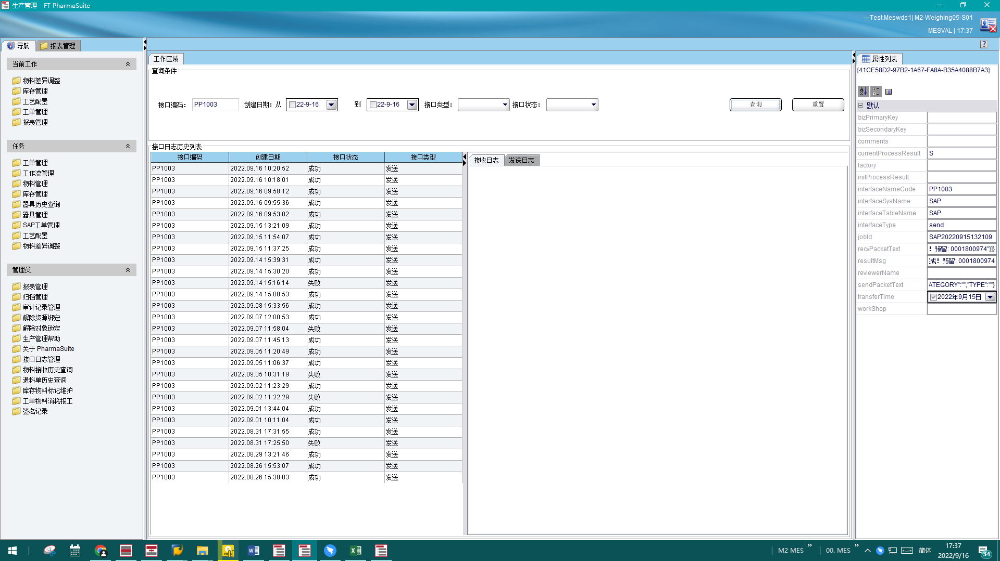 生产管理 - FT PharmaSuite
---Test.Meswds1| M2-Weighing05-S01
MESVAL | 17:37
导航
报表管理
当前工作
物料差异调整
库存管理
工艺配置
工单管理
报表管理
任务
工单管理
工作流管理
物料管理
库存管理
器具历史查询
器具管理
SAP工单管理
工艺配置
物料差异调整
管理员
报表管理
归档管理
审计记录管理
解除资源绑定
解除对象锁定
生产管理帮助
关于 PharmaSuite
接口日志管理
物料接收历史查询
退料单历史查询
库存物料标记维护
工单物料消耗报工
签名记录
工作区域
查询条件
接口编码: PP1003 创建日期: 从 22-9-16 到 22-9-16 接口类型: 接口状态: 查询 重置
接口日志历史列表
接口编码 创建日期 接口状态 接口类型
PP1003 2022.09.16 10:20:52 成功 发送
PP1003 2022.09.16 10:18:01 成功 发送
PP1003 2022.09.16 09:58:12 成功 发送
PP1003 2022.09.16 09:55:36 成功 发送
PP1003 2022.09.16 09:53:02 成功 发送
PP1003 2022.09.15 13:21:09 成功 发送
PP1003 2022.09.15 11:54:07 成功 发送
PP1003 2022.09.15 11:37:25 成功 发送
PP1003 2022.09.14 15:39:31 成功 发送
PP1003 2022.09.14 15:30:20 成功 发送
PP1003 2022.09.14 15:16:14 失败 发送
PP1003 2022.09.14 15:08:53 成功 发送
PP1003 2022.09.08 15:33:56 成功 发送
PP1003 2022.09.07 12:00:53 成功 发送
PP1003 2022.09.07 11:58:04 失败 发送
PP1003 2022.09.07 11:45:13 成功 发送
PP1003 2022.09.05 11:20:49 成功 发送
PP1003 2022.09.05 11:06:37 成功 发送
PP1003 2022.09.05 10:31:19 失败 发送
PP1003 2022.09.02 11:23:29 成功 发送
PP1003 2022.09.02 11:22:29 失败 发送
PP1003 2022.09.01 13:44:04 成功 发送
PP1003 2022.09.01 10:11:04 成功 发送
PP1003 2022.08.31 17:31:55 成功 发送
PP1003 2022.08.31 17:25:50 失败 发送
PP1003 2022.08.29 13:21:46 成功 发送
PP1003 2022.08.26 15:53:07 成功 发送
PP1003 2022.08.26 15:38:03 成功 发送
接收日志 发送日志
属性列表
{41CE58D2-97B2-1A67-FA8A-B35A4088B7A3}
默认
bizPrimaryKey
bizSecondaryKey
comments
currentProcessResult S
factory
initProcessResult
interfaceNameCode PP1003
interfaceSysName SAP
interfaceTableName SAP
interfaceType send
jobId SAP20220915132109
recvPacketText ！预留: 0001800974"}]}
resultMsg 成！预留: 0001800974
reviewerName
sendPacketText ATEGORY":"","TYPE":""}
transferTime 2022年9月15日
workShop
M2 MES 00. MES 简体
17:37
2022/9/16
34